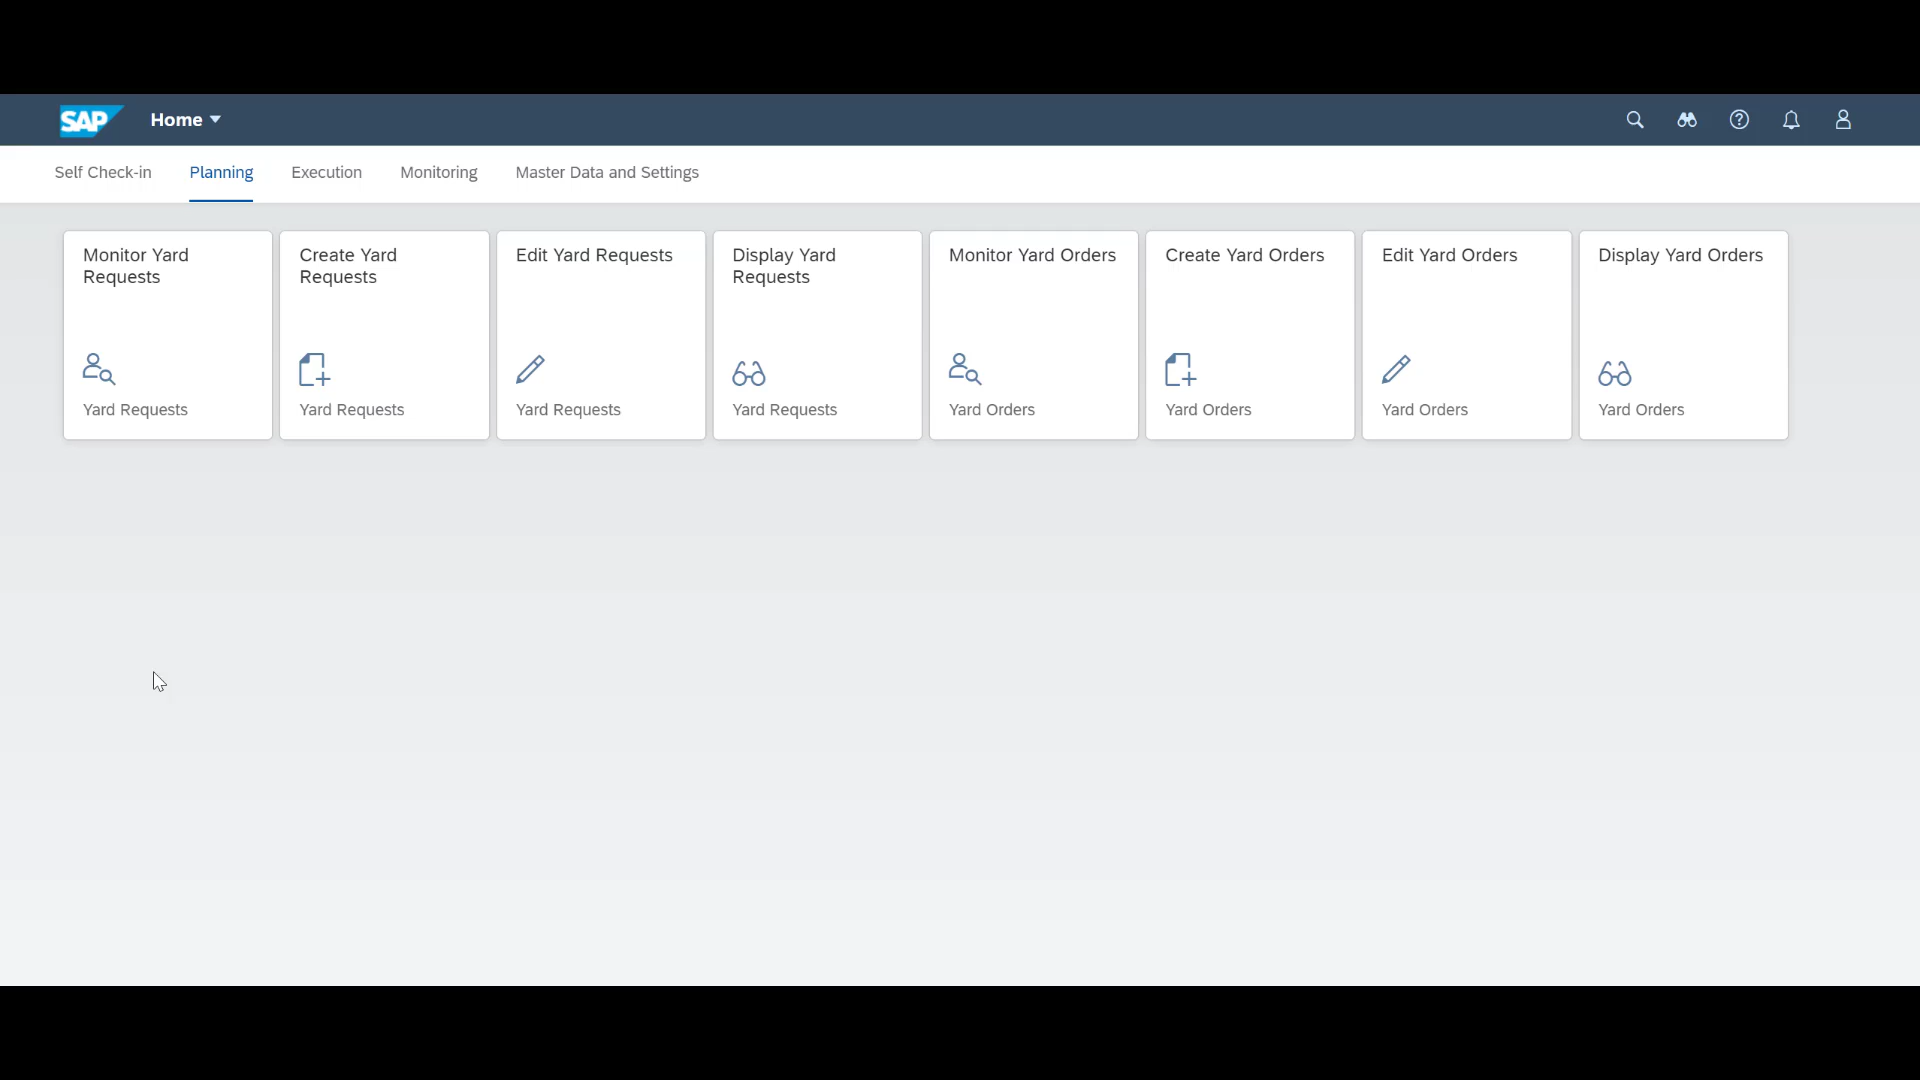 SAP Home
Self Check-in Planning Execution Monitoring Master Data and Settings
Monitor Yard
Requests
Yard Requests
Create Yard
Requests
Yard Requests
Edit Yard Requests
Yard Requests
Display Yard
Requests
Yard Requests
Monitor Yard Orders
Yard Orders
Create Yard Orders
Yard Orders
Edit Yard Orders
Yard Orders
Display Yard Orders
Yard Orders